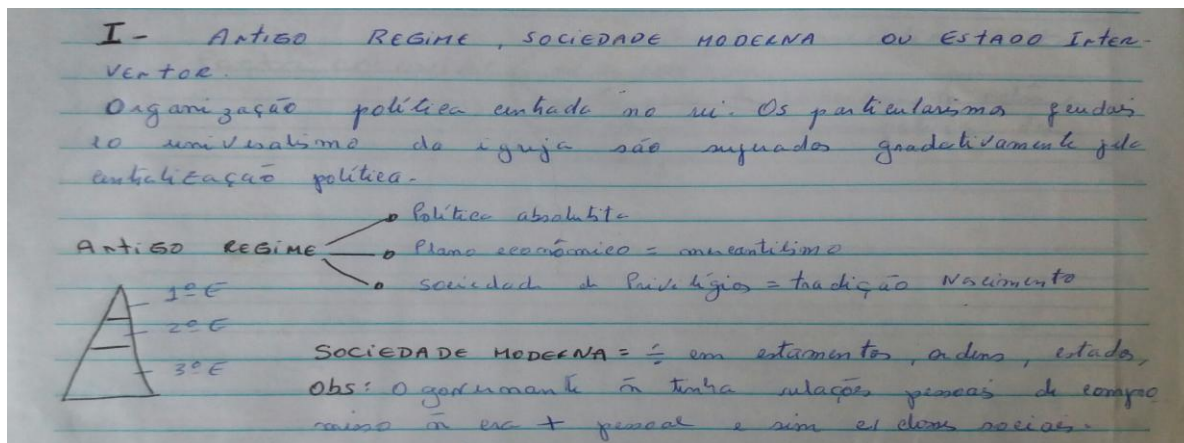 I - ANTIGO REGIME, SOCIEDADE MODERNA OU ESTADO INTER-
VENTOR.
Organização política centrada no rei. Os particularismos feudais
e o universalismo da igreja são superados gradativamente pela
centralização política.
Política absolutista
ANTIGO REGIME
Plano econômico = mercantilismo
Sociedade de Privilégios = tradição Nascimento
1º E
2º E
3º E
SOCIEDADE MODERNA = ÷ em estamentos, ordens, estados,
Obs: O governante ñ tinha relações pessoais de compro
misso ñ era + pessoal e sim c/ classes sociais.